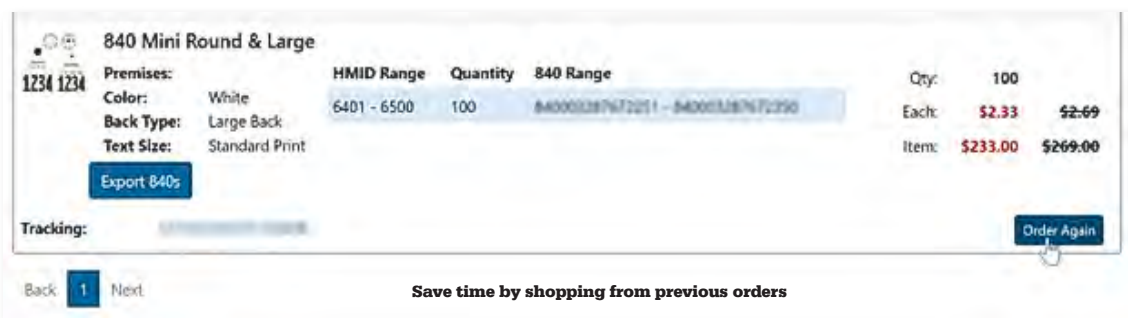 840 Mini Round & Large
1234 1234
Premises:
Color: White
Back Type: Large Back
Text Size: Standard Print
HMID Range Quantity 840 Range
6401 - 6500 100
Qty: 100
Each: $2.33 $2.69
Item: $233.00 $269.00
Export 840s
Tracking:
Order Again
Back 1 Next
Save time by shopping from previous orders